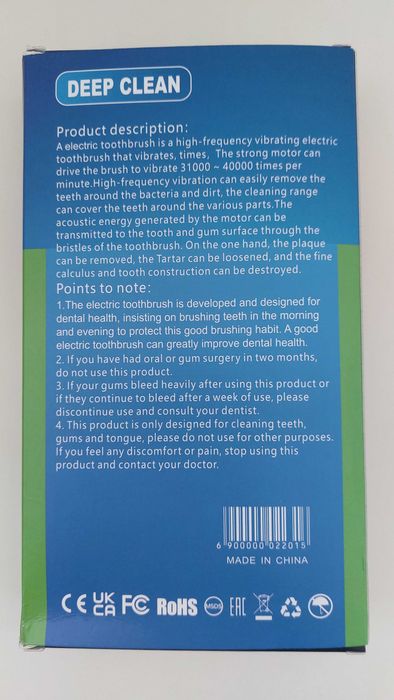 DEEP CLEAN
Product description:
A electric toothbrush is a high-frequency vibrating electric
toothbrush that vibrates, times, The strong motor can
drive the brush to vibrate 31000 ~ 40000 times per
minute.High-frequency vibration can easily remove the
teeth around the bacteria and dirt, the cleaning range
can cover the teeth around the various parts.The
acoustic energy generated by the motor can be
transmitted to the tooth and gum surface through the
bristles of the toothbrush. On the one hand, the plaque
can be removed, the Tartar can be loosened, and the fine
calculus and tooth construction can be destroyed.
Points to note:
1.The electric toothbrush is developed and designed for
dental health, insisting on brushing teeth in the morning
and evening to protect this good brushing habit. A good
electric toothbrush can greatly improve dental health.
2. If you have had oral or gum surgery in two months,
do not use this product.
3. If your gums bleed heavily after using this product or
if they continue to bleed after a week of use, please
discontinue use and consult your dentist.
4. This product is only designed for cleaning teeth,
gums and tongue, please do not use for other purposes.
If you feel any discomfort or pain, stop using this
product and contact your doctor.
6 900000 022015
MADE IN CHINA
CE UKCA FC RoHS MSDS EAC